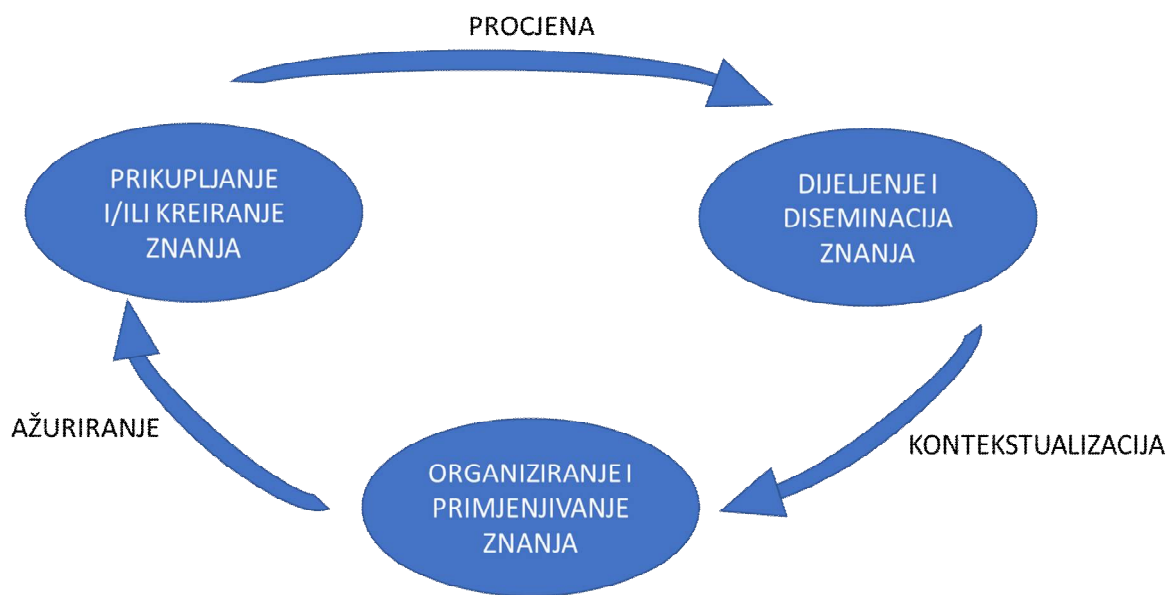 PROCJENA
PRIKUPLJANJE
I/ILI KREIRANJE
ZNANJA
DIJELJENJE I
DISEMINACIJA
ZNANJA
AŽURIRANJE
KONTEKSTUALIZACIJA
ORGANIZIRANJE I
PRIMJENJIVANJE
ZNANJA